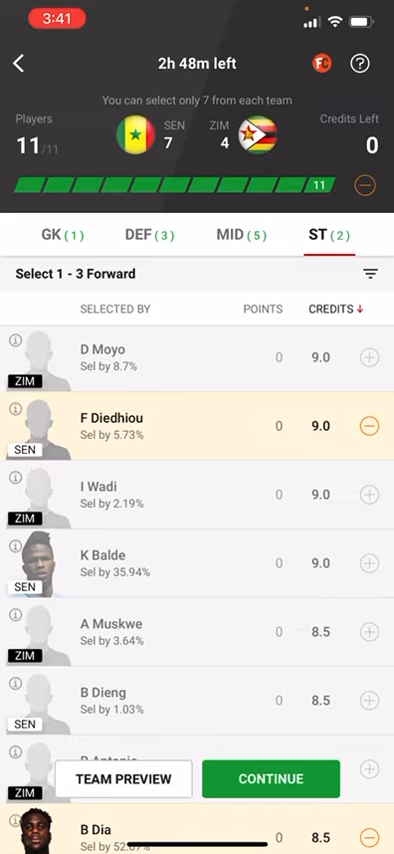 3:41
2h 48m left
FC
?
You can select only 7 from each team
Players
SEN
ZIM
Credits Left
11/11
7
4
0
11
GK (1)
DEF (3)
MID (5)
ST (2)
Select 1 - 3 Forward
SELECTED BY
POINTS
CREDITS ↓
D Moyo
Sel by 8.7%
0
9.0
ZIM
F Diedhiou
Sel by 5.73%
0
9.0
SEN
I Wadi
Sel by 2.19%
0
9.0
ZIM
K Balde
Sel by 35.94%
0
9.0
SEN
A Muskwe
Sel by 3.64%
0
8.5
ZIM
B Dieng
Sel by 1.03%
0
8.5
SEN
ZIM
TEAM PREVIEW
CONTINUE
B Dia
Sel by
0
8.5